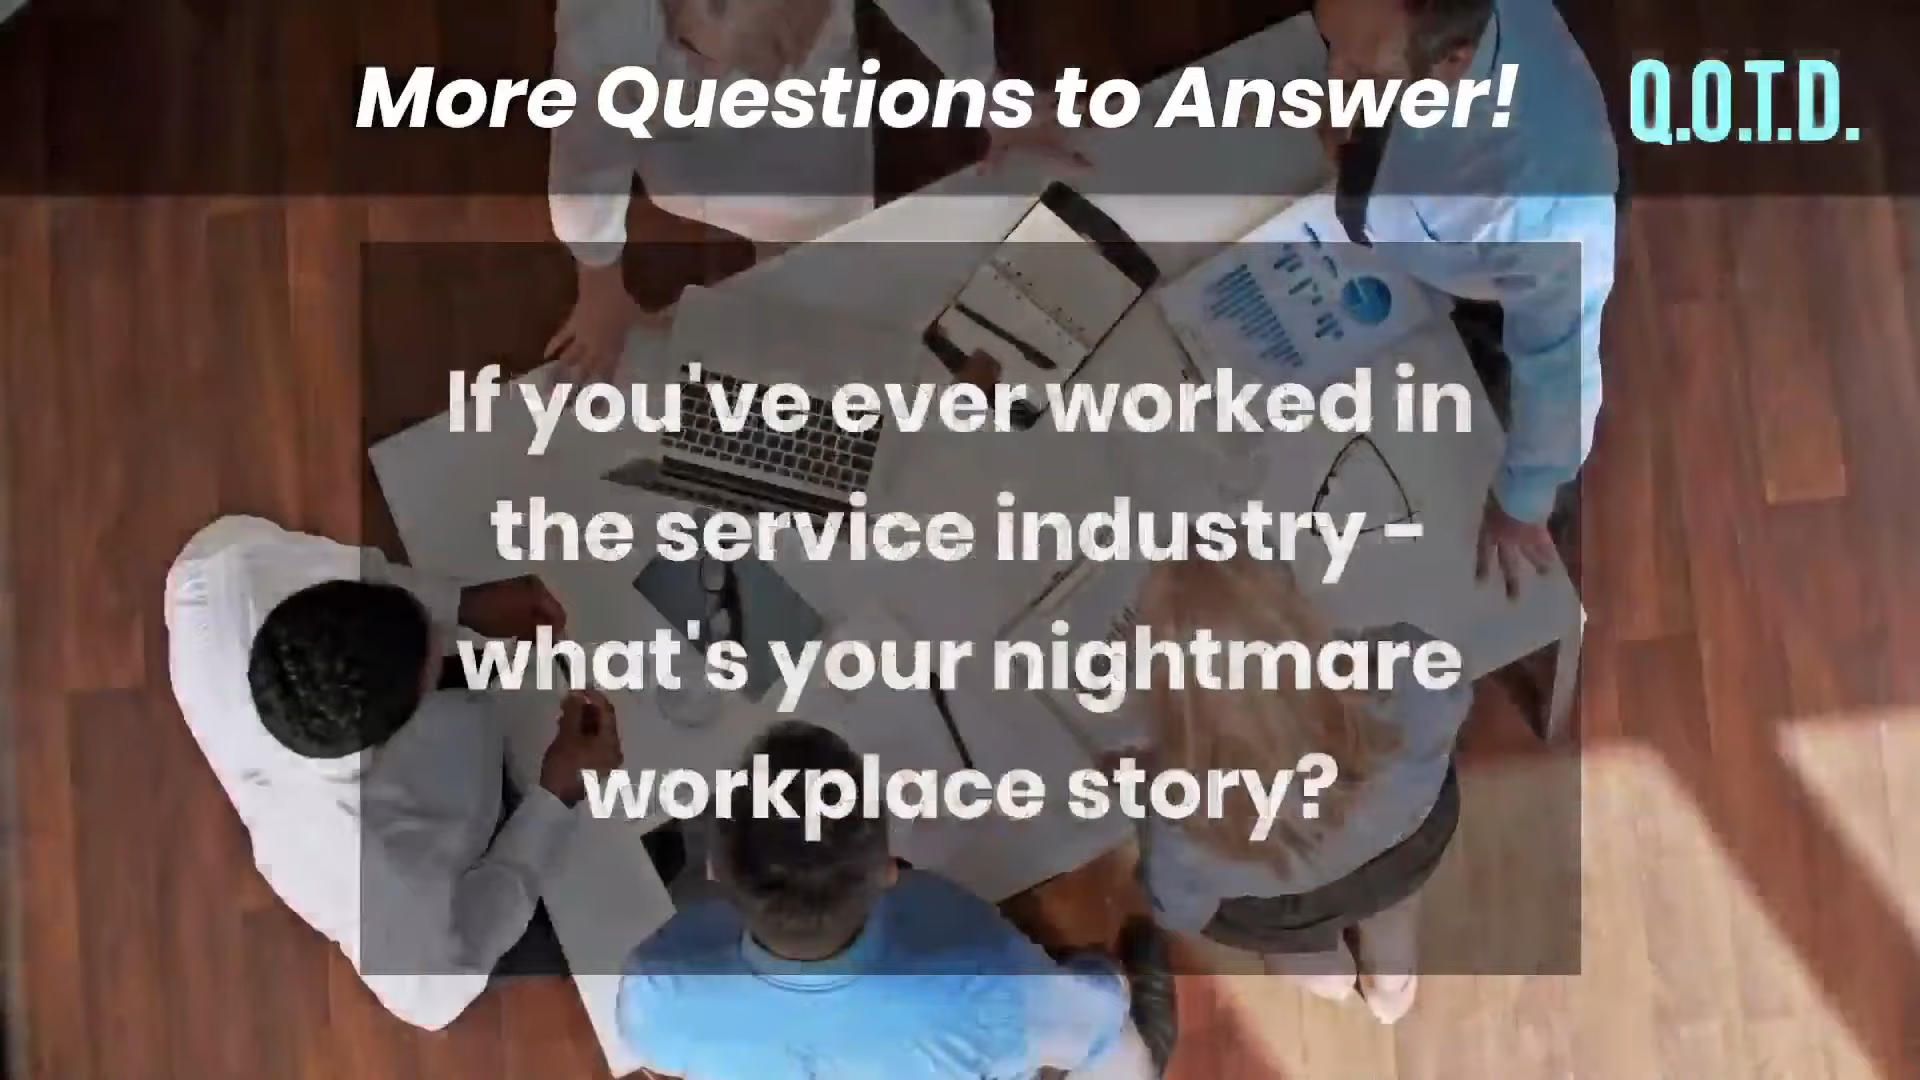 More Questions to Answer!
Q.O.T.D.
If you've ever worked in
the service industry -
what's your nightmare
workplace story?